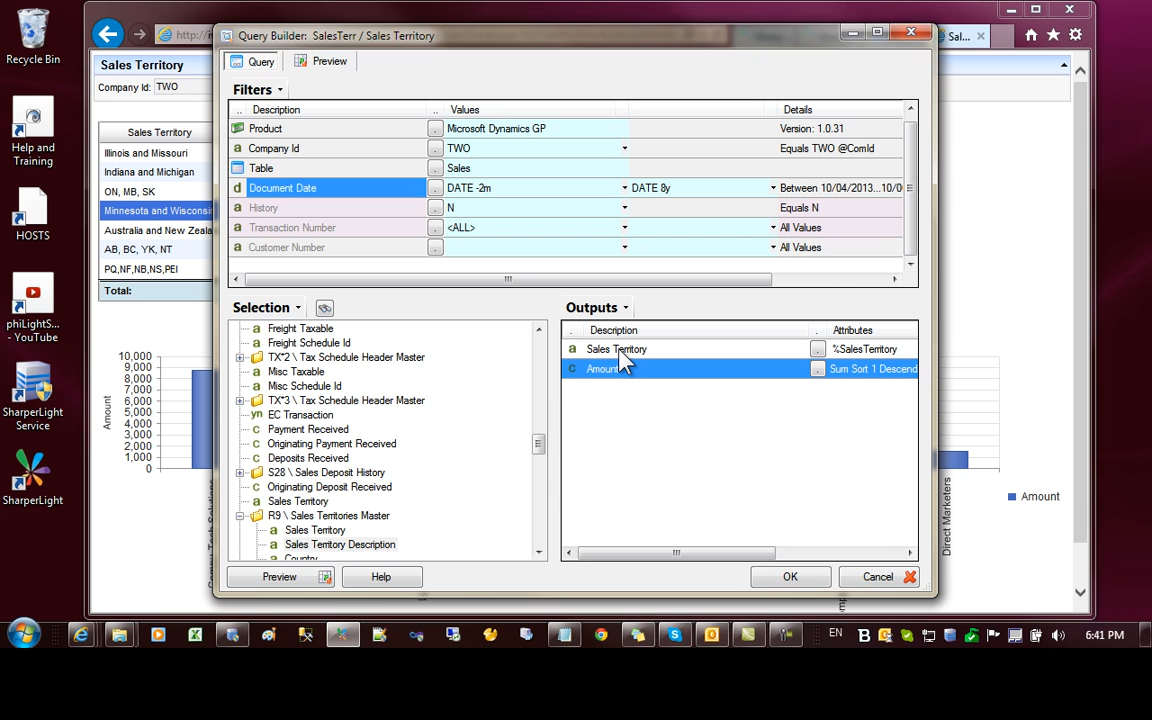 Recycle Bin
Help and
Training
HOSTS
philLightS...
- YouTube
SharperLight
Service
SharperLight
Sales Territory
Company Id: TWO
Sales Territory
Illinois and Missouri
Indiana and Michigan
ON, MB, SK
Minnesota and Wisconsin
Australia and New Zeala
AB, BC, YK, NT
PQ,NF,NB,NS,PEI
Total:
10,000
9,000
8,000
7,000
6,000
5,000
4,000
3,000
2,000
1,000
0
Amount
Direct Marketers
Amount
Sal...
Query Builder: SalesTerr / Sales Territory
Query
Preview
Filters
.. Description .. Values Details
Product . Microsoft Dynamics GP Version: 1.0.31
a Company Id . TWO Equals TWO @ComId
Table . Sales
d Document Date . DATE -2m DATE 8y Between 10/04/2013...10/0
a History . N Equals N
a Transaction Number . <ALL> All Values
a Customer Number . All Values
Selection
a Freight Taxable
a Freight Schedule Id
TX*2 \ Tax Schedule Header Master
a Misc Taxable
a Misc Schedule Id
TX*3 \ Tax Schedule Header Master
yn EC Transaction
c Payment Received
c Originating Payment Received
c Deposits Received
S28 \ Sales Deposit History
c Originating Deposit Received
a Sales Territory
R9 \ Sales Territories Master
a Sales Territory
a Sales Territory Description
a Country
Outputs
. Description . Attributes
a Sales Territory . %SalesTerritory
c Amount . Sum Sort 1 Descend
Preview
Help
OK
Cancel
EN
6:41 PM